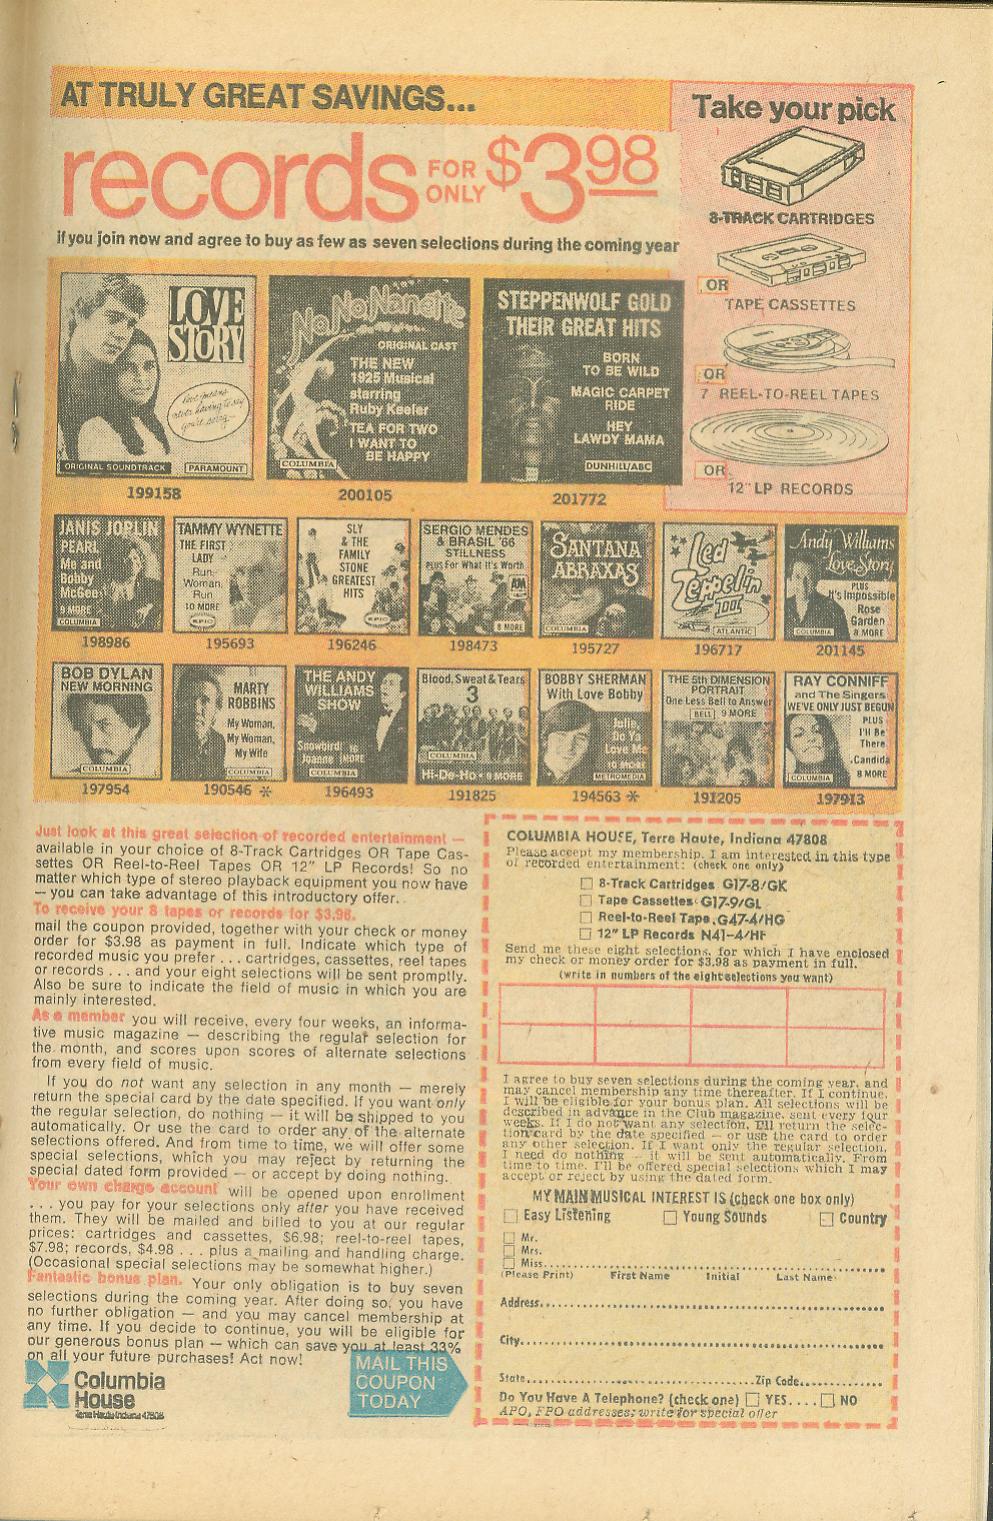 AT TRULY GREAT SAVINGS...
records FOR ONLY $3.98
if you join now and agree to buy as few as seven selections during the coming year
Take your pick
8-TRACK CARTRIDGES
OR
TAPE CASSETTES
OR
7" REEL-TO-REEL TAPES
OR
12" LP RECORDS
LOVE
STORY
Love means
never having to say
you're sorry
ORIGINAL SOUNDTRACK
PARAMOUNT
199158
No, No, Nanette
ORIGINAL CAST
THE NEW
1925 Musical
starring
Ruby Keeler
TEA FOR TWO
I WANT TO
BE HAPPY
COLUMBIA
200105
STEPPENWOLF GOLD
THEIR GREAT HITS
BORN
TO BE WILD
MAGIC CARPET
RIDE
HEY
LAWDY MAMA
DUNHILL/ABC
201772
JANIS JOPLIN
PEARL
Me and
Bobby
McGee
9 MORE
COLUMBIA
198986
TAMMY WYNETTE
THE FIRST
LADY
Run,
Woman,
Run
10 MORE
EPIC
195693
SLY
& THE
FAMILY
STONE
GREATEST
HITS
EPIC
196246
SERGIO MENDES
& BRASIL '66
STILLNESS
PLUS For What It's Worth
A&M
8 MORE
198473
SANTANA
ABRAXAS
COLUMBIA
195727
Led
Zeppelin
III
ATLANTIC
196717
Andy Williams
Love Story
PLUS
It's Impossible
Rose
Garden
8 MORE
COLUMBIA
201145
BOB DYLAN
NEW MORNING
COLUMBIA
197954
MARTY
ROBBINS
My Woman,
My Woman,
My Wife
COLUMBIA
190546 *
THE ANDY
WILLIAMS
SHOW
Snowbird
Joanne
10 MORE
COLUMBIA
196493
Blood, Sweat & Tears
3
COLUMBIA
Hi-De-Ho • 9 MORE
191825
BOBBY SHERMAN
With Love Bobby
Julie,
Do Ya
Love Me
10 MORE
METROMEDIA
194563 *
THE 5th DIMENSION
PORTRAIT
One Less Bell to Answer
BELL 9 MORE
191205
RAY CONNIFF
and The Singers
WE'VE ONLY JUST BEGUN
PLUS
I'll Be
There
Candida
8 MORE
COLUMBIA
197913
Just look at this great selection of recorded entertainment —
available in your choice of 8-Track Cartridges OR Tape Cas-
settes OR Reel-to-Reel Tapes OR 12" LP Records! So no
matter which type of stereo playback equipment you now have
— you can take advantage of this introductory offer.
To receive your 8 tapes or records for $3.98,
mail the coupon provided, together with your check or money
order for $3.98 as payment in full. Indicate which type of
recorded music you prefer . . . cartridges, cassettes, reel tapes
or records . . . and your eight selections will be sent promptly.
Also be sure to indicate the field of music in which you are
mainly interested.
As a member you will receive, every four weeks, an informa-
tive music magazine — describing the regular selection for
the month, and scores upon scores of alternate selections
from every field of music.
If you do not want any selection in any month — merely
return the special card by the date specified. If you want only
the regular selection, do nothing — it will be shipped to you
automatically. Or use the card to order any of the alternate
selections offered. And from time to time, we will offer some
special selections, which you may reject by returning the
special dated form provided — or accept by doing nothing.
Your own charge account will be opened upon enrollment
. . . you pay for your selections only after you have received
them. They will be mailed and billed to you at our regular
prices: cartridges and cassettes, $6.98; reel-to-reel tapes,
$7.98; records, $4.98 . . . plus a mailing and handling charge.
(Occasional special selections may be somewhat higher.)
Fantastic bonus plan. Your only obligation is to buy seven
selections during the coming year. After doing so, you have
no further obligation — and you may cancel membership at
any time. If you decide to continue, you will be eligible for
our generous bonus plan — which can save you at least 33%
on all your future purchases! Act now!
Columbia
House
Terre Haute, Indiana 47808
MAIL THIS
COUPON
TODAY
COLUMBIA HOUSE, Terre Haute, Indiana 47808
Please accept my membership. I am interested in this type
of recorded entertainment: (check one only)
8-Track Cartridges G17-8/GK
Tape Cassettes G17-9/GL
Reel-to-Reel Tape G47-4/HG
12" LP Records N41-4/HF
Send me these eight selections, for which I have enclosed
my check or money order for $3.98 as payment in full.
(write in numbers of the eight selections you want)
I agree to buy seven selections during the coming year, and
may cancel membership any time thereafter. If I continue,
I will be eligible for your bonus plan. All selections will be
described in advance in the Club magazine, sent every four
weeks. If I do not want any selection, I'll return the selec-
tion card by the date specified — or use the card to order
any other selection. If I want only the regular selection,
I need do nothing — it will be sent automatically. From
time to time, I'll be offered special selections which I may
accept or reject by using the dated form.
MY MAIN MUSICAL INTEREST IS (check one box only)
Easy Listening Young Sounds Country
Mr.
Mrs.
Miss
(Please Print) First Name Initial Last Name
Address
City
State Zip Code
Do You Have A Telephone? (check one) YES.... NO
APO, FPO addresses; write for special offer